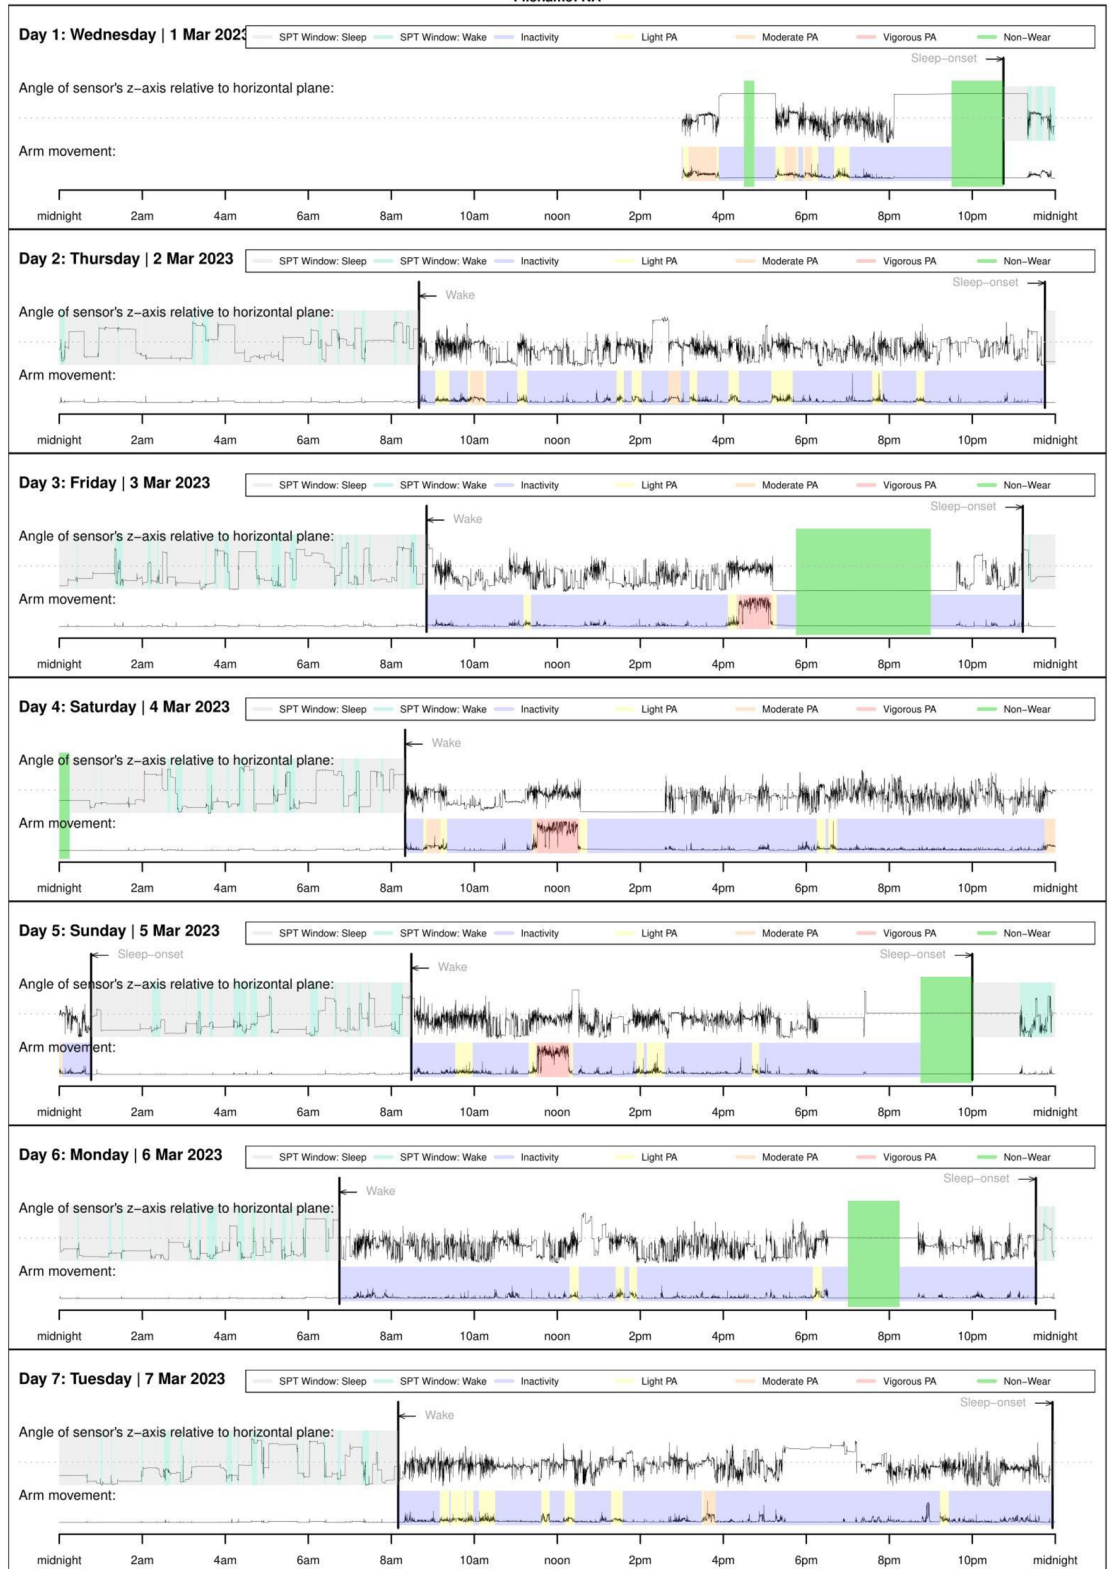 Day 1: Wednesday | 1 Mar 2023 SPT Window: Sleep SPT Window: Wake Inactivity Light PA Moderate PA Vigorous PA Non−Wear
Sleep−onset
Angle of sensor's z−axis relative to horizontal plane:
Arm movement:
midnight 2am 4am 6am 8am 10am noon 2pm 4pm 6pm 8pm 10pm midnight
Day 2: Thursday | 2 Mar 2023 SPT Window: Sleep SPT Window: Wake Inactivity Light PA Moderate PA Vigorous PA Non−Wear
Sleep−onset
Wake
Angle of sensor's z−axis relative to horizontal plane:
Arm movement:
midnight 2am 4am 6am 8am 10am noon 2pm 4pm 6pm 8pm 10pm midnight
Day 3: Friday | 3 Mar 2023 SPT Window: Sleep SPT Window: Wake Inactivity Light PA Moderate PA Vigorous PA Non−Wear
Sleep−onset
Wake
Angle of sensor's z−axis relative to horizontal plane:
Arm movement:
midnight 2am 4am 6am 8am 10am noon 2pm 4pm 6pm 8pm 10pm midnight
Day 4: Saturday | 4 Mar 2023 SPT Window: Sleep SPT Window: Wake Inactivity Light PA Moderate PA Vigorous PA Non−Wear
Wake
Angle of sensor's z−axis relative to horizontal plane:
Arm movement:
midnight 2am 4am 6am 8am 10am noon 2pm 4pm 6pm 8pm 10pm midnight
Day 5: Sunday | 5 Mar 2023 SPT Window: Sleep SPT Window: Wake Inactivity Light PA Moderate PA Vigorous PA Non−Wear
Sleep−onset Sleep−onset
Wake
Angle of sensor's z−axis relative to horizontal plane:
Arm movement:
midnight 2am 4am 6am 8am 10am noon 2pm 4pm 6pm 8pm 10pm midnight
Day 6: Monday | 6 Mar 2023 SPT Window: Sleep SPT Window: Wake Inactivity Light PA Moderate PA Vigorous PA Non−Wear
Sleep−onset
Wake
Angle of sensor's z−axis relative to horizontal plane:
Arm movement:
midnight 2am 4am 6am 8am 10am noon 2pm 4pm 6pm 8pm 10pm midnight
Day 7: Tuesday | 7 Mar 2023 SPT Window: Sleep SPT Window: Wake Inactivity Light PA Moderate PA Vigorous PA Non−Wear
Sleep−onset
Wake
Angle of sensor's z−axis relative to horizontal plane:
Arm movement:
midnight 2am 4am 6am 8am 10am noon 2pm 4pm 6pm 8pm 10pm midnight